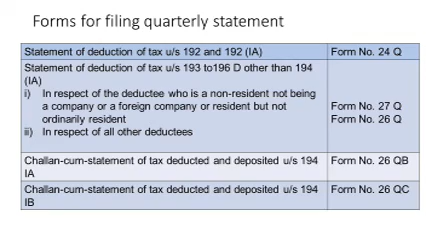 Forms for filing quarterly statement
Statement of deduction of tax u/s 192 and 192 (IA) Form No. 24 Q
Statement of deduction of tax u/s 193 to196 D other than 194
(IA)
i) In respect of the deductee who is a non-resident not being
a company or a foreign company or resident but not
ordinarily resident
ii) In respect of all other deductees
Form No. 27 Q
Form No. 26 Q
Challan-cum-statement of tax deducted and deposited u/s 194
IA
Form No. 26 QB
Challan-cum-statement of tax deducted and deposited u/s 194
IB
Form No. 26 QC